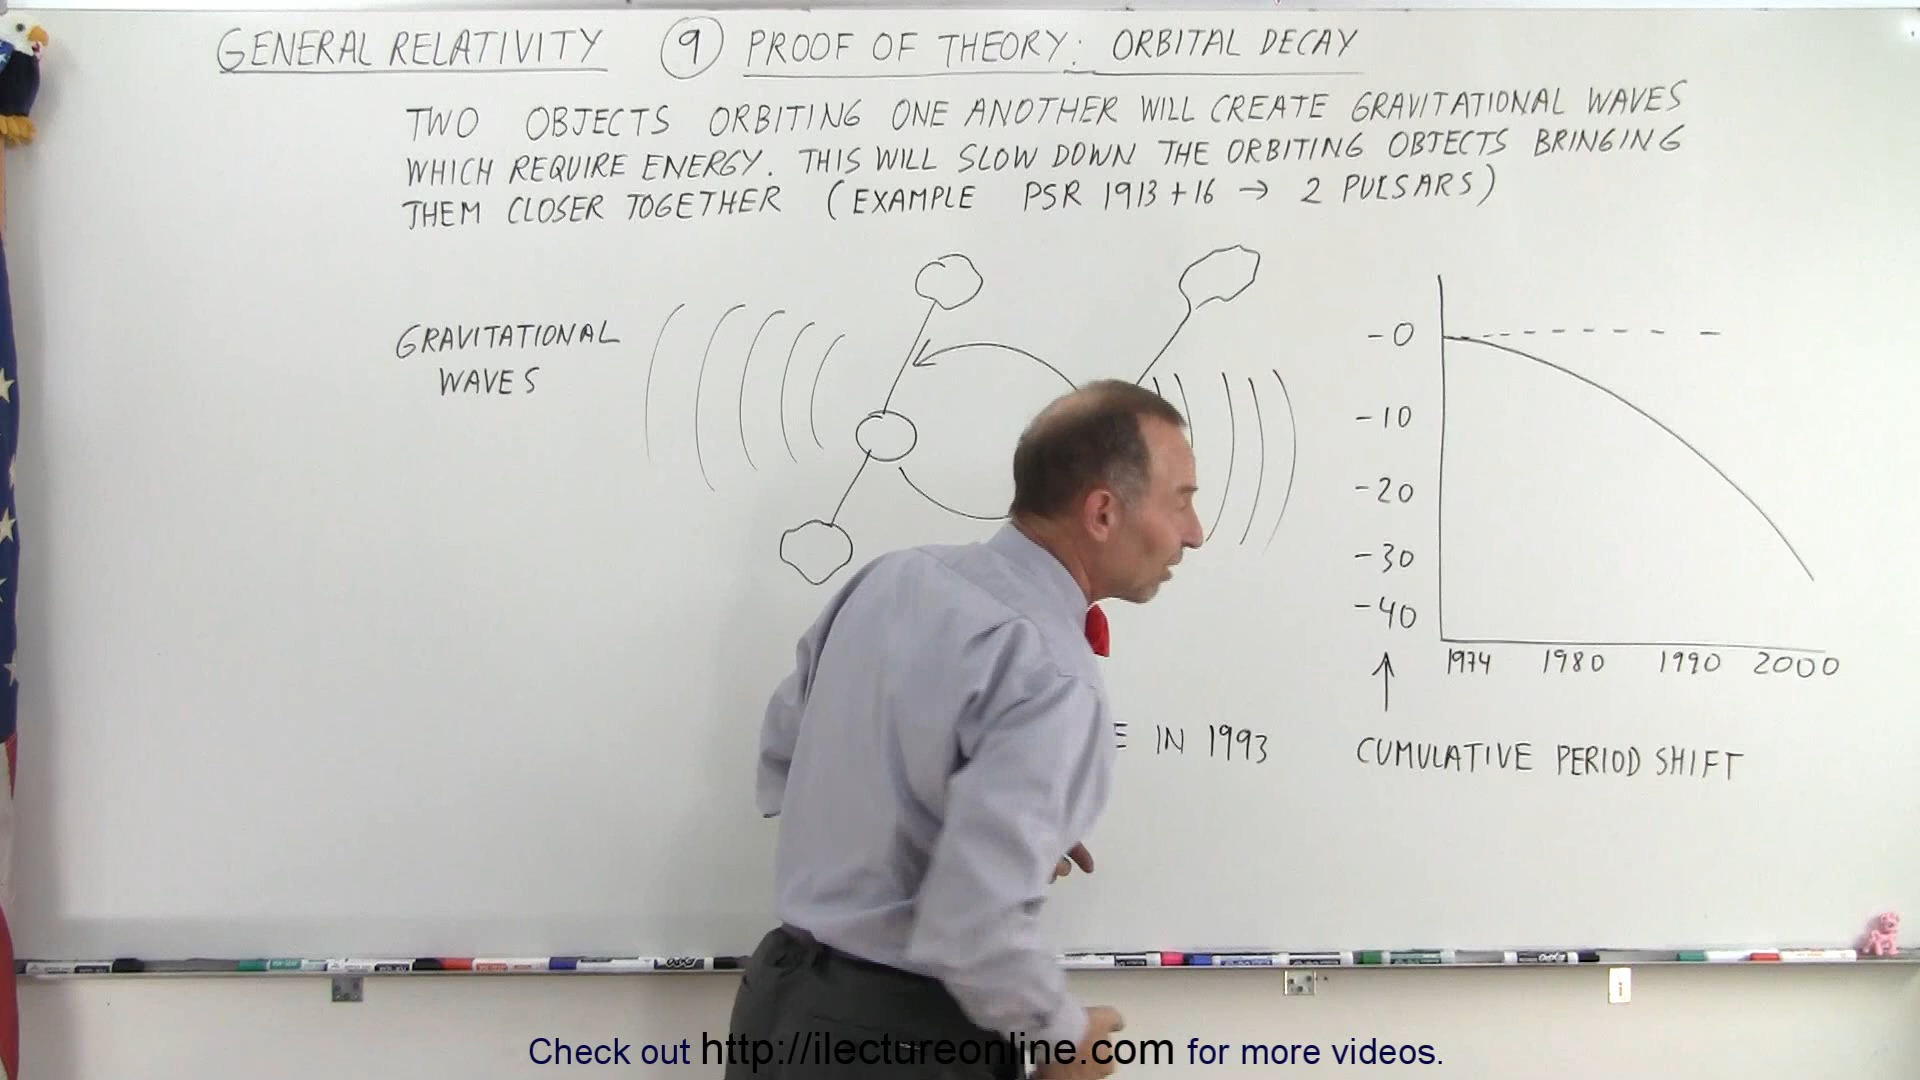 GENERAL RELATIVITY 9 PROOF OF THEORY: ORBITAL DECAY
TWO OBJECTS ORBITING ONE ANOTHER WILL CREATE GRAVITATIONAL WAVES
WHICH REQUIRE ENERGY. THIS WILL SLOW DOWN THE ORBITING OBJECTS BRINGING
THEM CLOSER TOGETHER (EXAMPLE PSR 1913+16 → 2 PULSARS)
GRAVITATIONAL
WAVES
-0
-10
-20
-30
-40
1974 1980 1990 2000
IN 1993
CUMULATIVE PERIOD SHIFT
Check out http://ilectureonline.com for more videos.